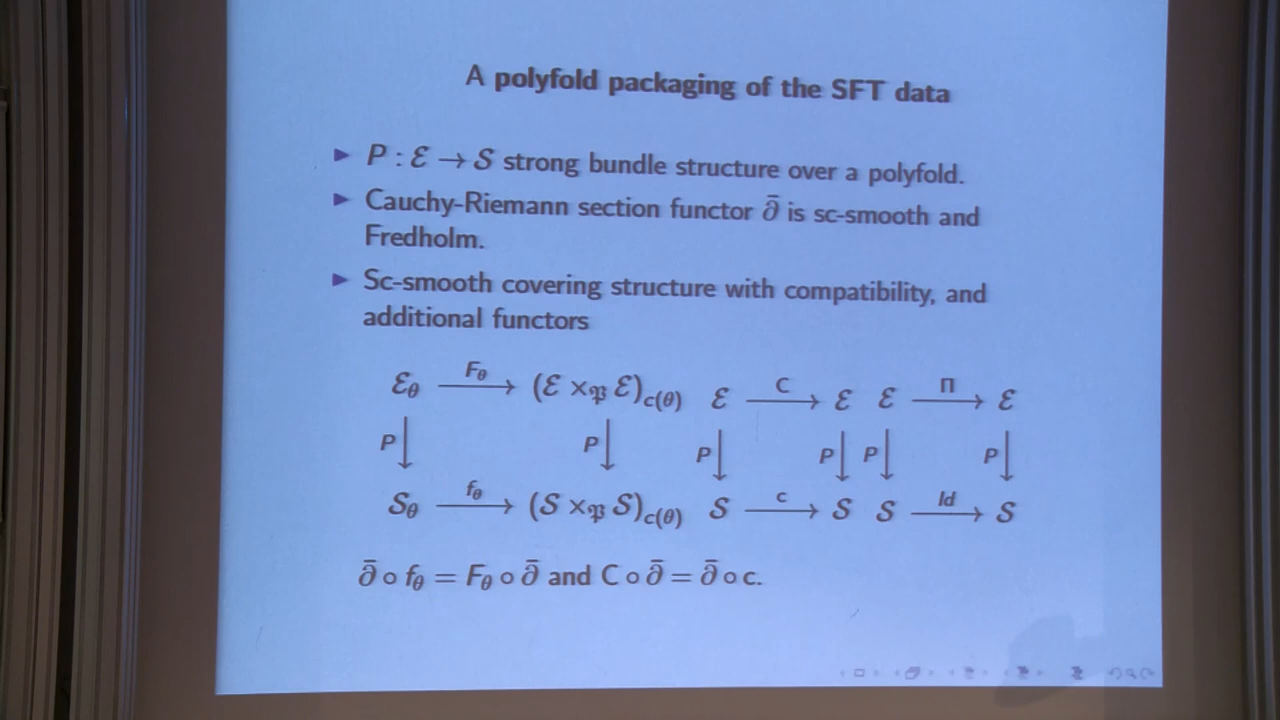 A polyfold packaging of the SFT data
▶ P : ℰ → 𝒮 strong bundle structure over a polyfold.
▶ Cauchy-Riemann section functor ∂̄ is sc-smooth and
Fredholm.
▶ Sc-smooth covering structure with compatibility, and
additional functors
F_θ C Π
ℰ_θ ⟶ (ℰ ×_𝔓 ℰ)_{c(θ)} ℰ ⟶ ℰ ℰ ⟶ ℰ
P↓ P↓ P↓ P↓ P↓ P↓
f_θ c Id
𝒮_θ ⟶ (𝒮 ×_𝔓 𝒮)_{c(θ)} 𝒮 ⟶ 𝒮 𝒮 ⟶ 𝒮
∂̄ ∘ f_θ = F_θ ∘ ∂̄ and C ∘ ∂̄ = ∂̄ ∘ c.